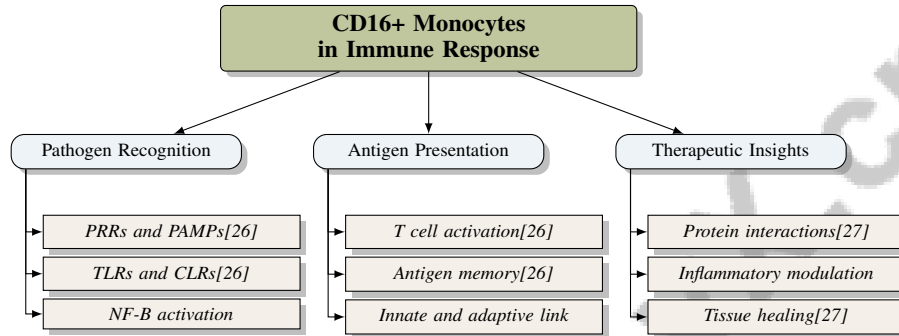 CD16+ Monocytes
in Immune Response
Pathogen Recognition
Antigen Presentation
Therapeutic Insights
PRRs and PAMPs[26]
T cell activation[26]
Protein interactions[27]
TLRs and CLRs[26]
Antigen memory[26]
Inflammatory modulation
NF-B activation
Innate and adaptive link
Tissue healing[27]